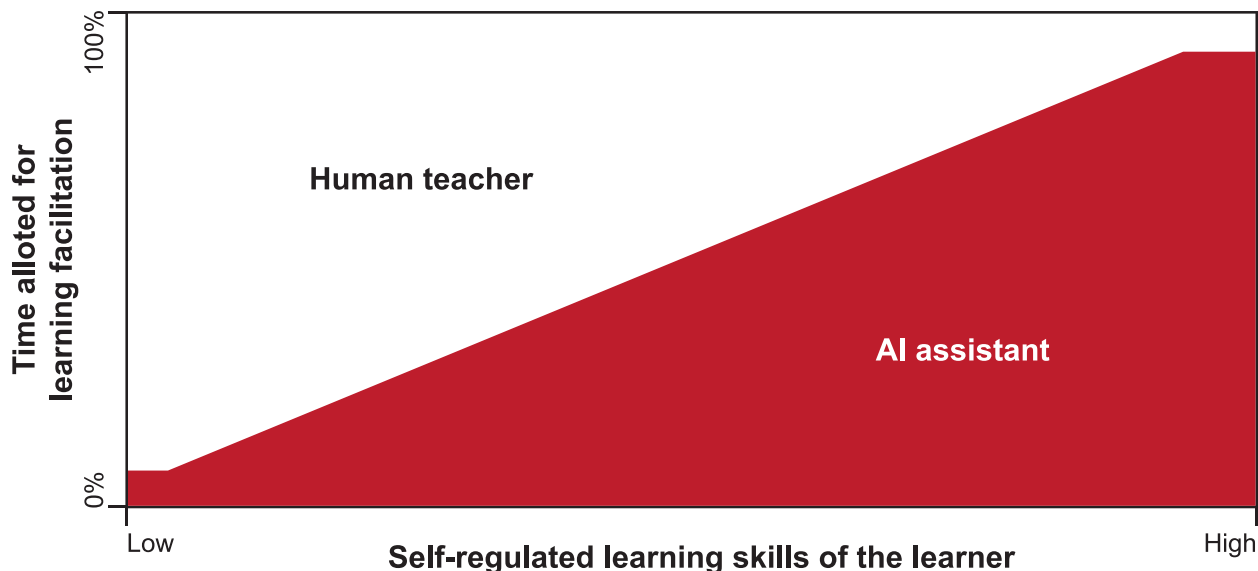 100%
Time alloted for
learning facilitation
Human teacher
AI assistant
0%
Low
High
Self-regulated learning skills of the learner